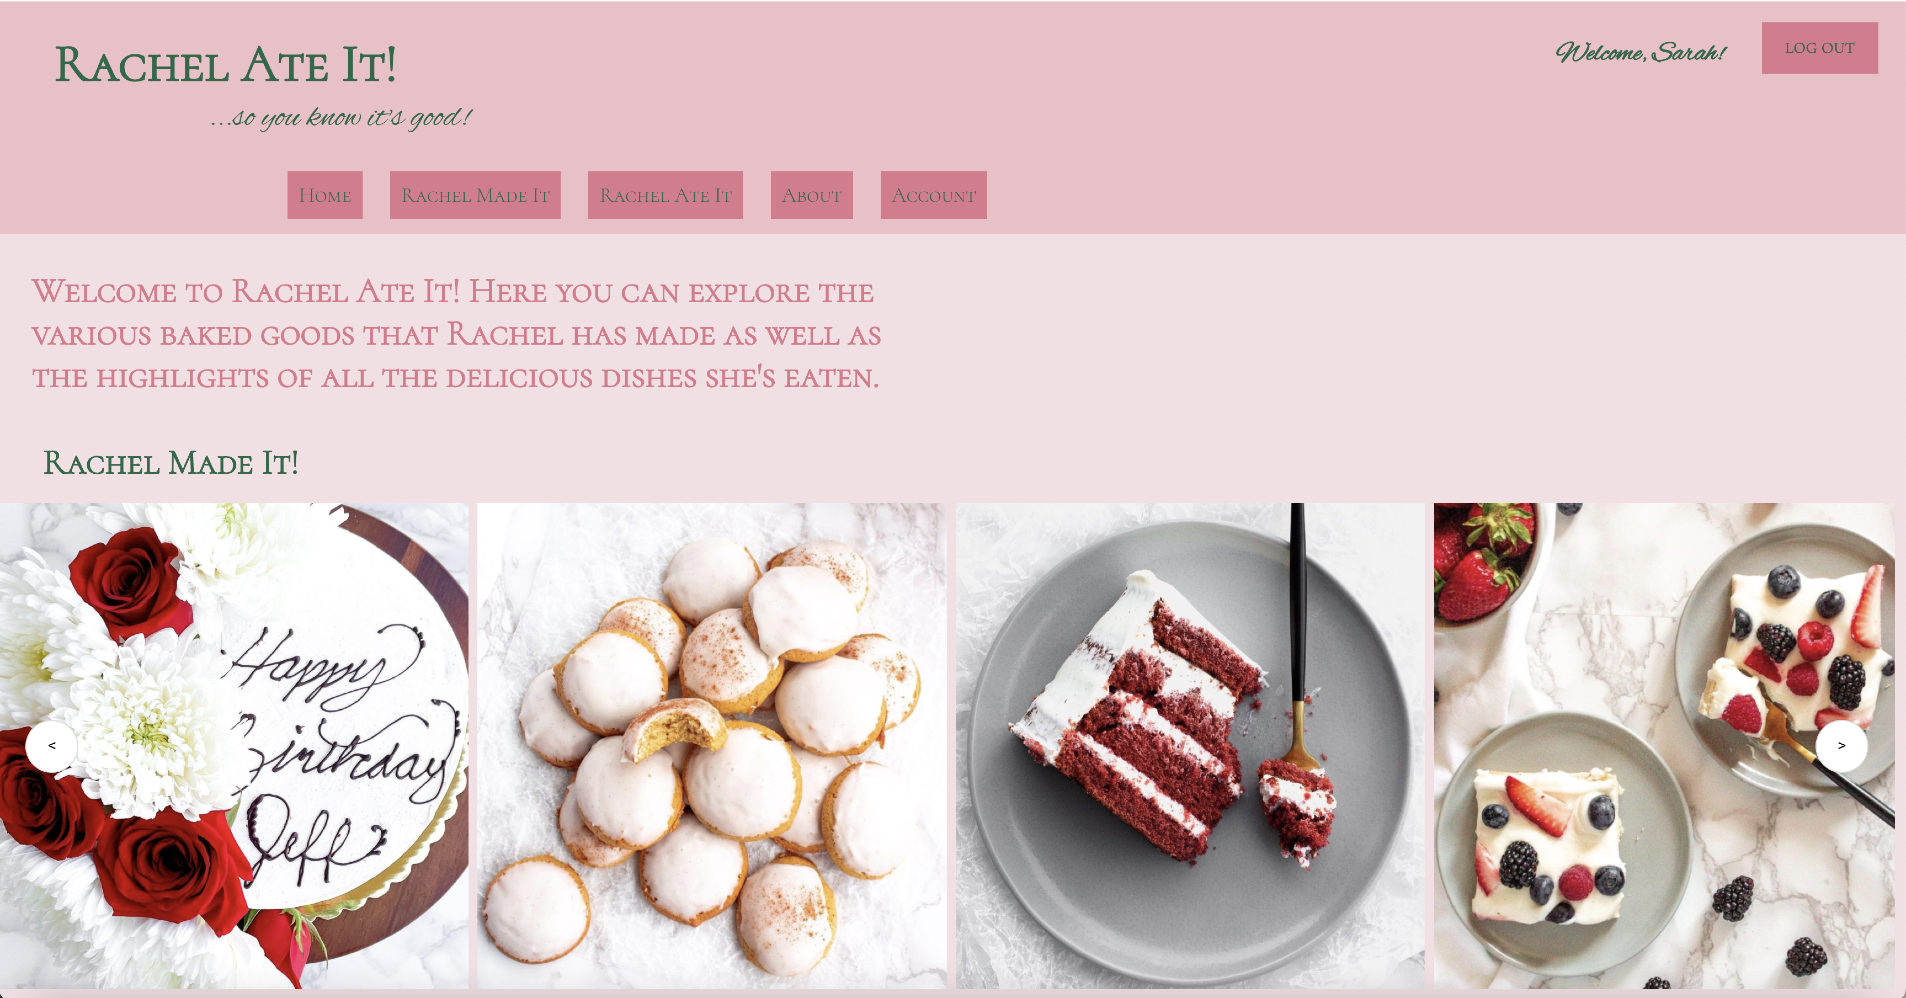 Rachel Ate It!
...so you know it's good!
Welcome, Sarah!
LOG OUT
Home
Rachel Made It
Rachel Ate It
About
Account
Welcome to Rachel Ate It! Here you can explore the
various baked goods that Rachel has made as well as
the highlights of all the delicious dishes she's eaten.
Rachel Made It!
Happy
Birthday
Jeff
<
>